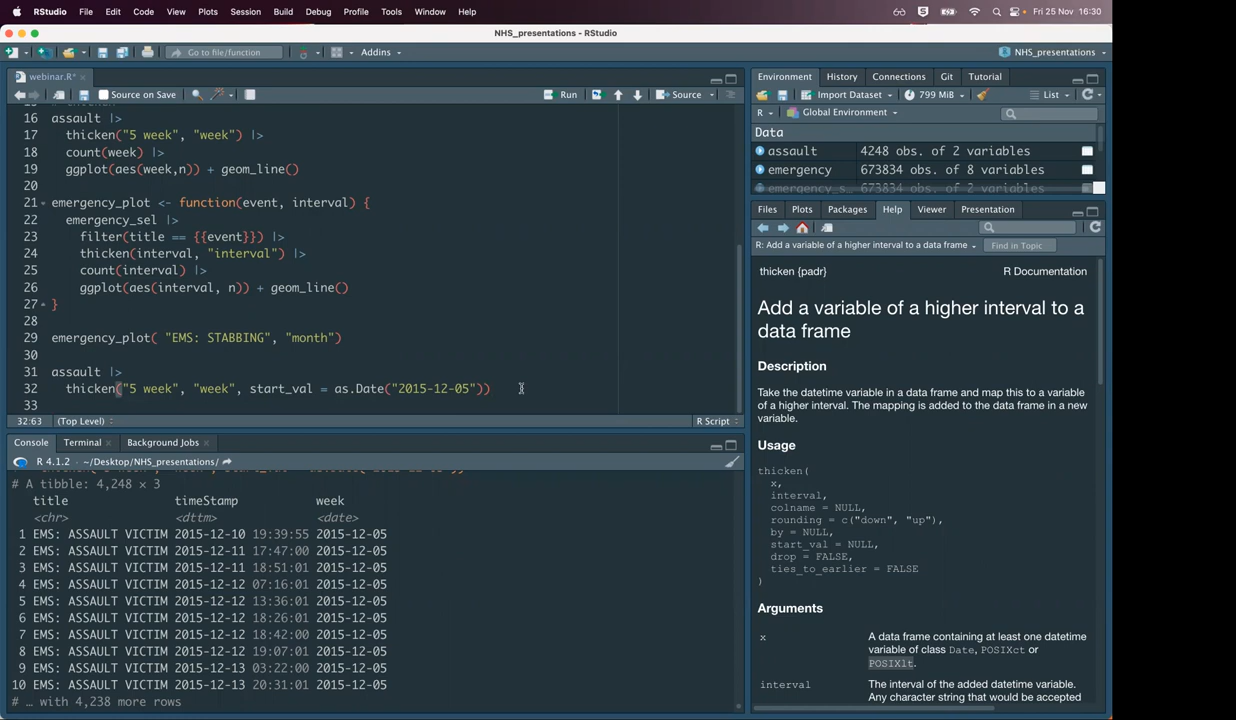 RStudio File Edit Code View Plots Session Build Debug Profile Tools Window Help Fri 25 Nov 16:30
NHS_presentations - RStudio
Go to file/function Addins NHS_presentations
webinar.R*
Source on Save Run Source
16 assault |>
17 thicken("5 week", "week") |>
18 count(week) |>
19 ggplot(aes(week,n)) + geom_line()
20
21 emergency_plot <- function(event, interval) {
22 emergency_sel |>
23 filter(title == {{event}}) |>
24 thicken(interval, "interval") |>
25 count(interval) |>
26 ggplot(aes(interval, n)) + geom_line()
27 }
28
29 emergency_plot( "EMS: STABBING", "month")
30
31 assault |>
32 thicken("5 week", "week", start_val = as.Date("2015-12-05"))
33
32:63 (Top Level) R Script
Console Terminal Background Jobs
R 4.1.2 · ~/Desktop/NHS_presentations/
# A tibble: 4,248 × 3
title timeStamp week
<chr> <dttm> <date>
1 EMS: ASSAULT VICTIM 2015-12-10 19:39:55 2015-12-05
2 EMS: ASSAULT VICTIM 2015-12-11 17:47:00 2015-12-05
3 EMS: ASSAULT VICTIM 2015-12-11 18:51:01 2015-12-05
4 EMS: ASSAULT VICTIM 2015-12-12 07:16:01 2015-12-05
5 EMS: ASSAULT VICTIM 2015-12-12 13:36:01 2015-12-05
6 EMS: ASSAULT VICTIM 2015-12-12 18:26:01 2015-12-05
7 EMS: ASSAULT VICTIM 2015-12-12 18:42:00 2015-12-05
8 EMS: ASSAULT VICTIM 2015-12-12 19:07:01 2015-12-05
9 EMS: ASSAULT VICTIM 2015-12-13 03:22:00 2015-12-05
10 EMS: ASSAULT VICTIM 2015-12-13 20:31:01 2015-12-05
# … with 4,238 more rows
Environment History Connections Git Tutorial
Import Dataset 799 MiB List
R Global Environment
Data
assault 4248 obs. of 2 variables
emergency 673834 obs. of 8 variables
emergency_s… 673834 obs. of 2 variables
Files Plots Packages Help Viewer Presentation
R: Add a variable of a higher interval to a data frame Find in Topic
thicken {padr} R Documentation
Add a variable of a higher interval to a
data frame
Description
Take the datetime variable in a data frame and map this to a
variable of a higher interval. The mapping is added to the data frame in a new
variable.
Usage
thicken(
x,
interval,
colname = NULL,
rounding = c("down", "up"),
by = NULL,
start_val = NULL,
drop = FALSE,
ties_to_earlier = FALSE
)
Arguments
x A data frame containing at least one datetime
variable of class Date, POSIXct or
POSIXlt.
interval The interval of the added datetime variable.
Any character string that would be accepted